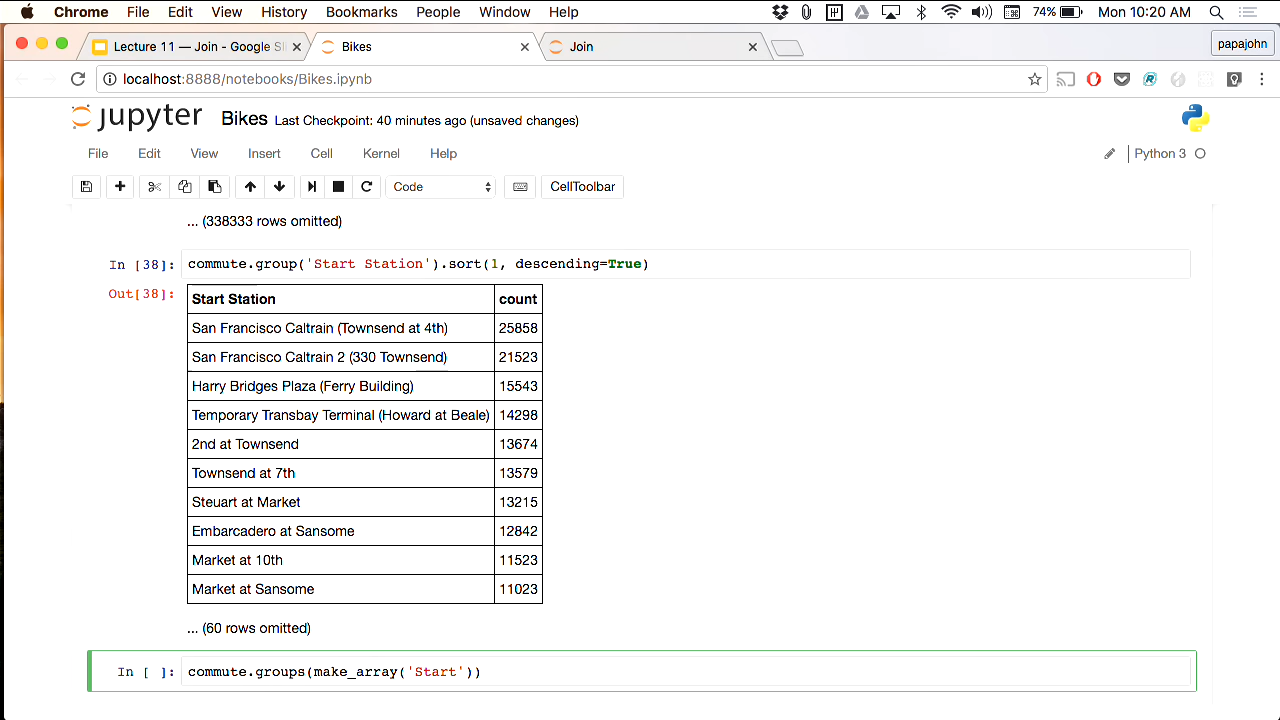 Chrome File Edit View History Bookmarks People Window Help 74% Mon 10:20 AM
Lecture 11 — Join - Google Sl Bikes Join papajohn
localhost:8888/notebooks/Bikes.ipynb
jupyter Bikes Last Checkpoint: 40 minutes ago (unsaved changes)
File Edit View Insert Cell Kernel Help Python 3
Code CellToolbar
... (338333 rows omitted)
In [38]: commute.group('Start Station').sort(1, descending=True)
Out[38]: Start Station count
San Francisco Caltrain (Townsend at 4th) 25858
San Francisco Caltrain 2 (330 Townsend) 21523
Harry Bridges Plaza (Ferry Building) 15543
Temporary Transbay Terminal (Howard at Beale) 14298
2nd at Townsend 13674
Townsend at 7th 13579
Steuart at Market 13215
Embarcadero at Sansome 12842
Market at 10th 11523
Market at Sansome 11023
... (60 rows omitted)
In [ ]: commute.groups(make_array('Start'))